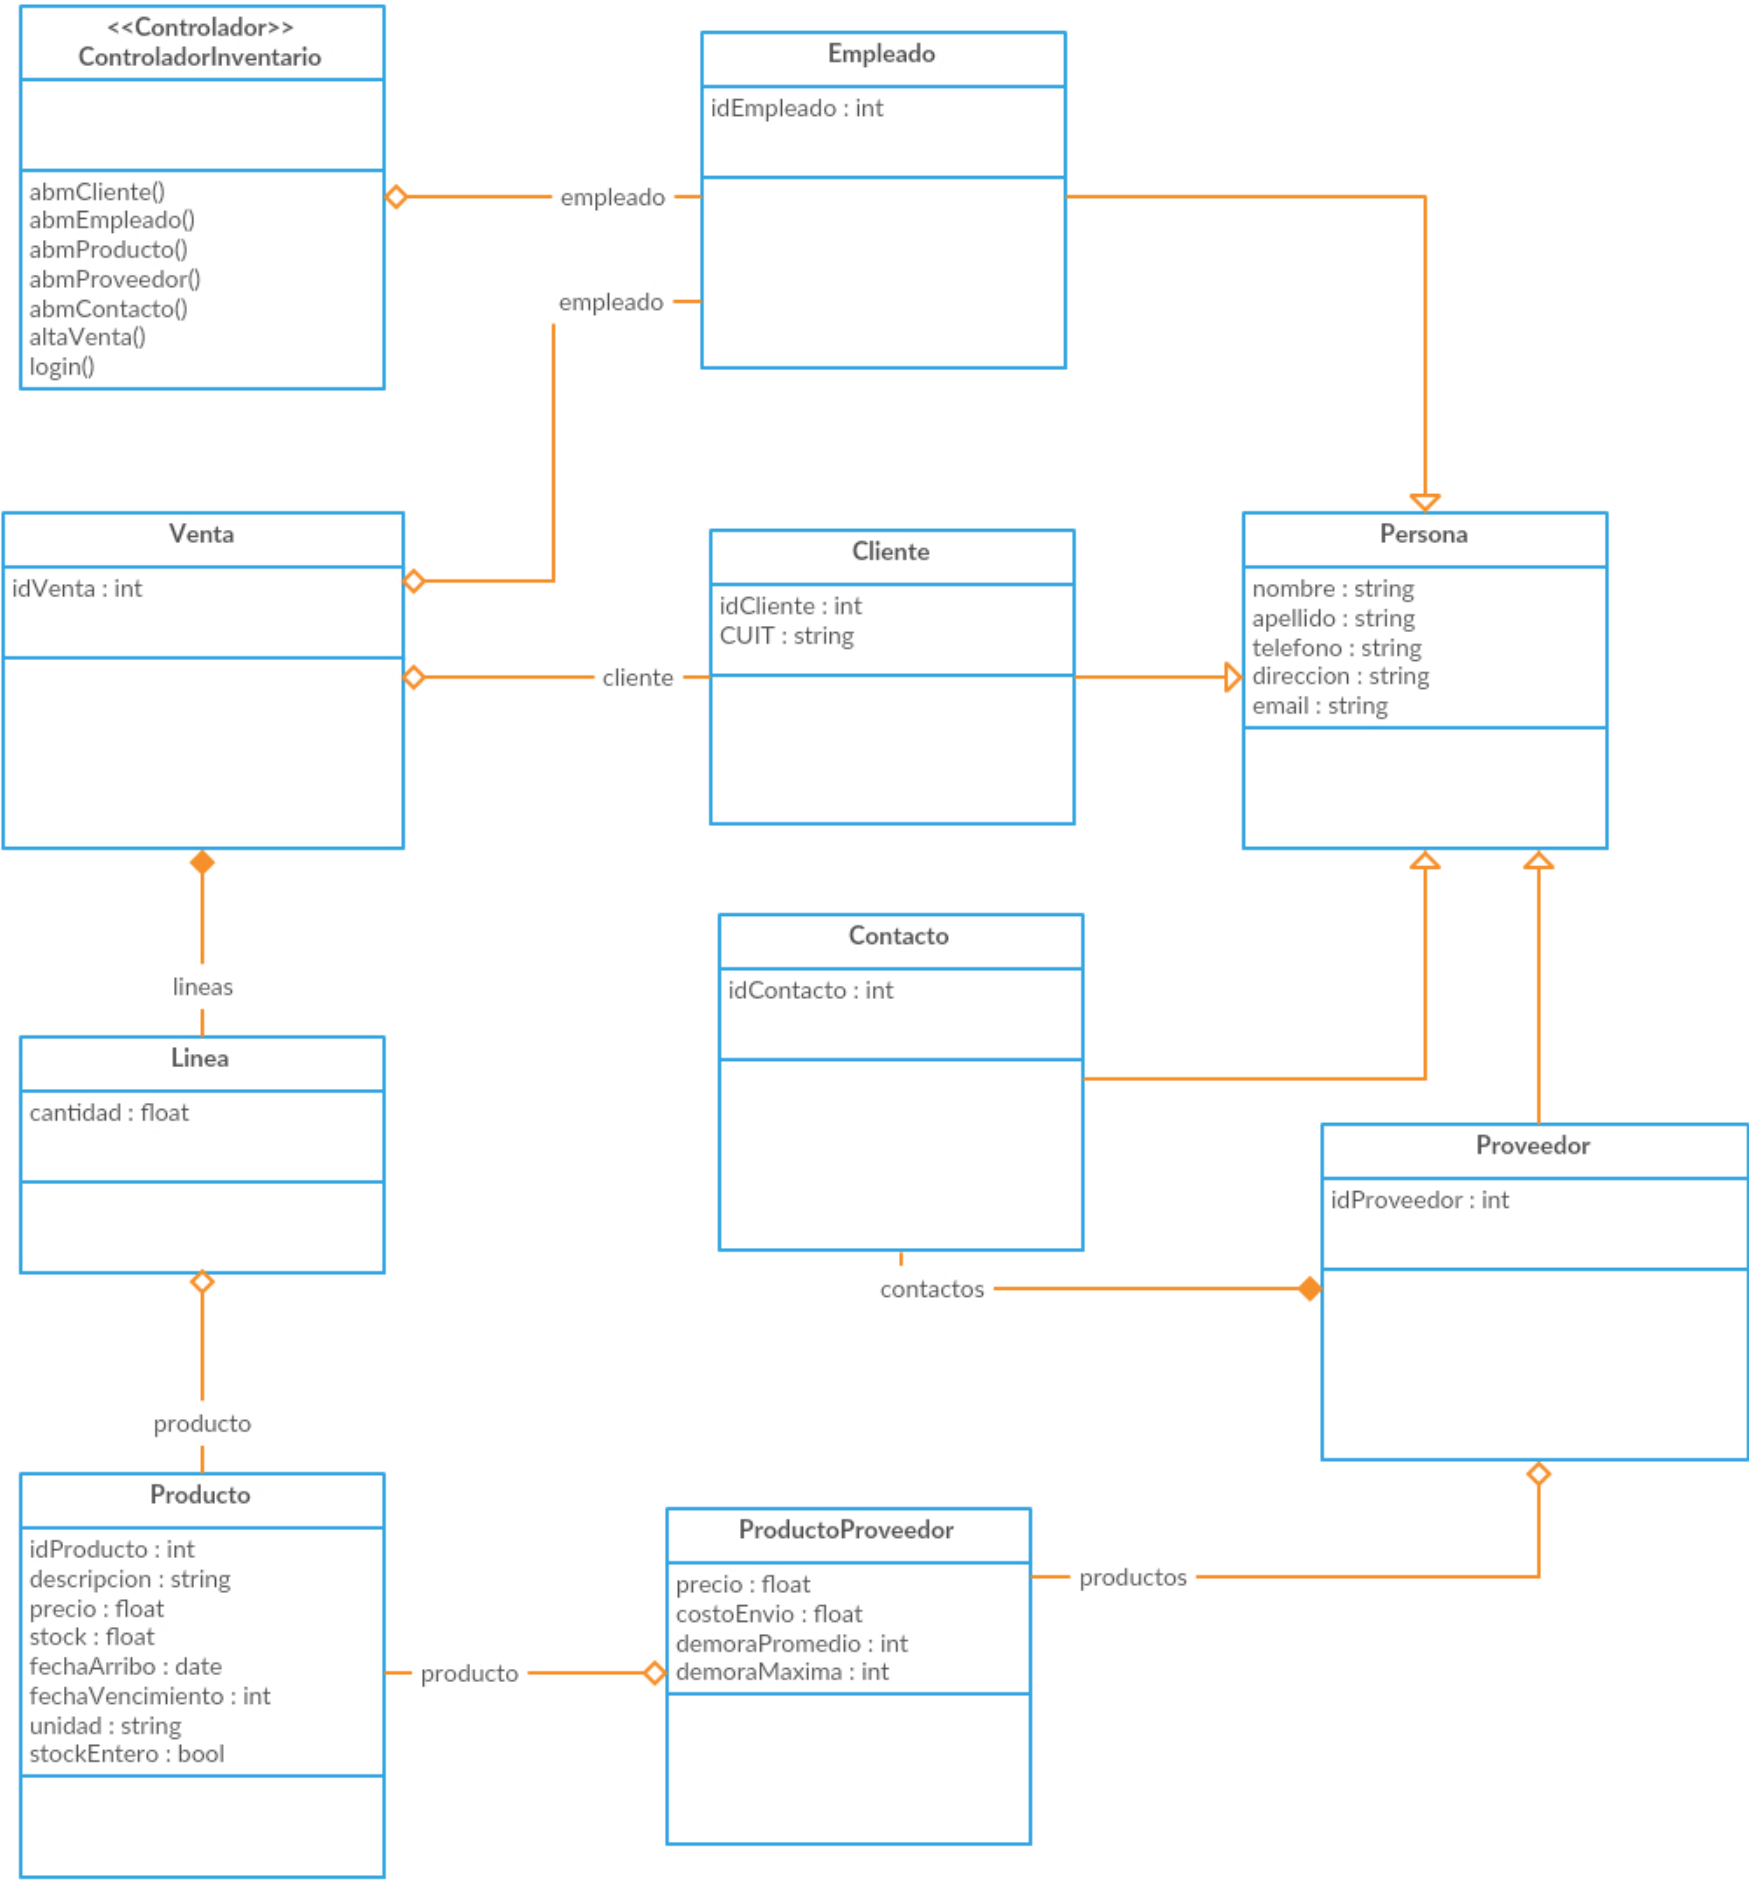 <<Controlador>>
ControladorInventario
abmCliente()
abmEmpleado()
abmProducto()
abmProveedor()
abmContacto()
altaVenta()
login()
Empleado
idEmpleado : int
empleado
empleado
Venta
idVenta : int
Cliente
idCliente : int
CUIT : string
cliente
Persona
nombre : string
apellido : string
telefono : string
direccion : string
email : string
lineas
Contacto
idContacto : int
Linea
cantidad : float
Proveedor
idProveedor : int
contactos
producto
Producto
idProducto : int
descripcion : string
precio : float
stock : float
fechaArribo : date
fechaVencimiento : int
unidad : string
stockEntero : bool
producto
ProductoProveedor
precio : float
costoEnvio : float
demoraPromedio : int
demoraMaxima : int
productos